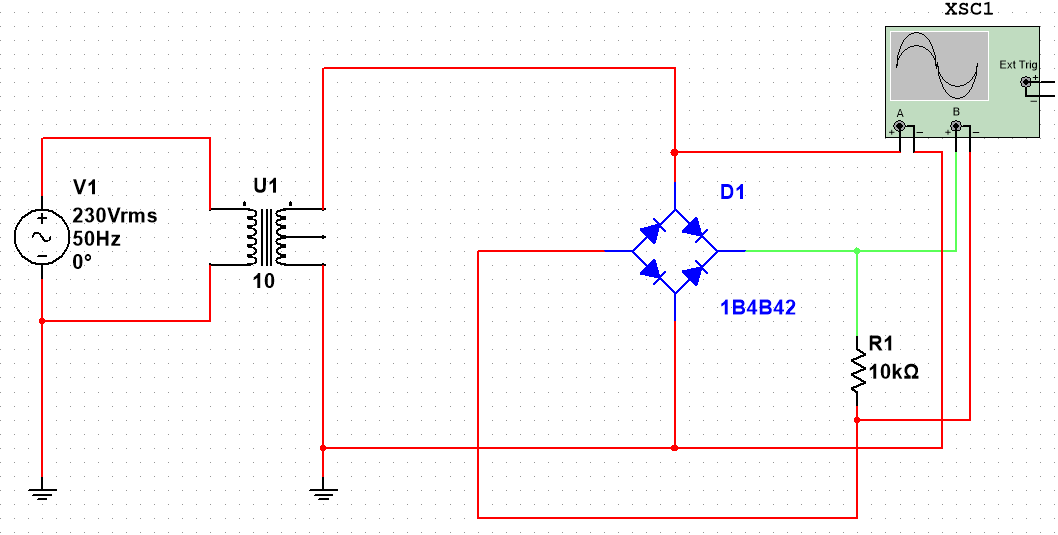 XSC1
Ext Trig
+
−
A
B
+
−
+
−
V1
230Vrms
50Hz
0°
+
−
U1
10
D1
1B4B42
R1
10kΩ